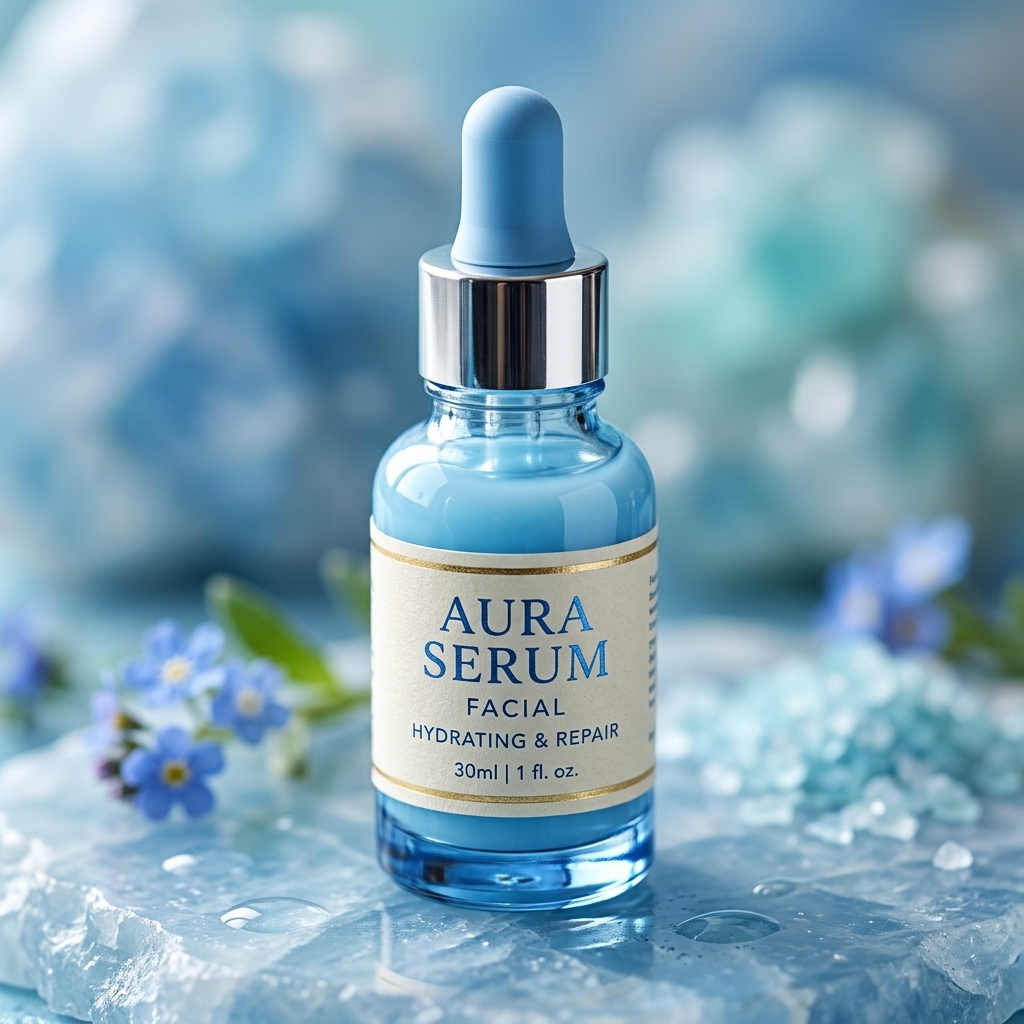 AURA
SERUM
FACIAL
HYDRATING & REPAIR
30ml | 1 fl. oz.